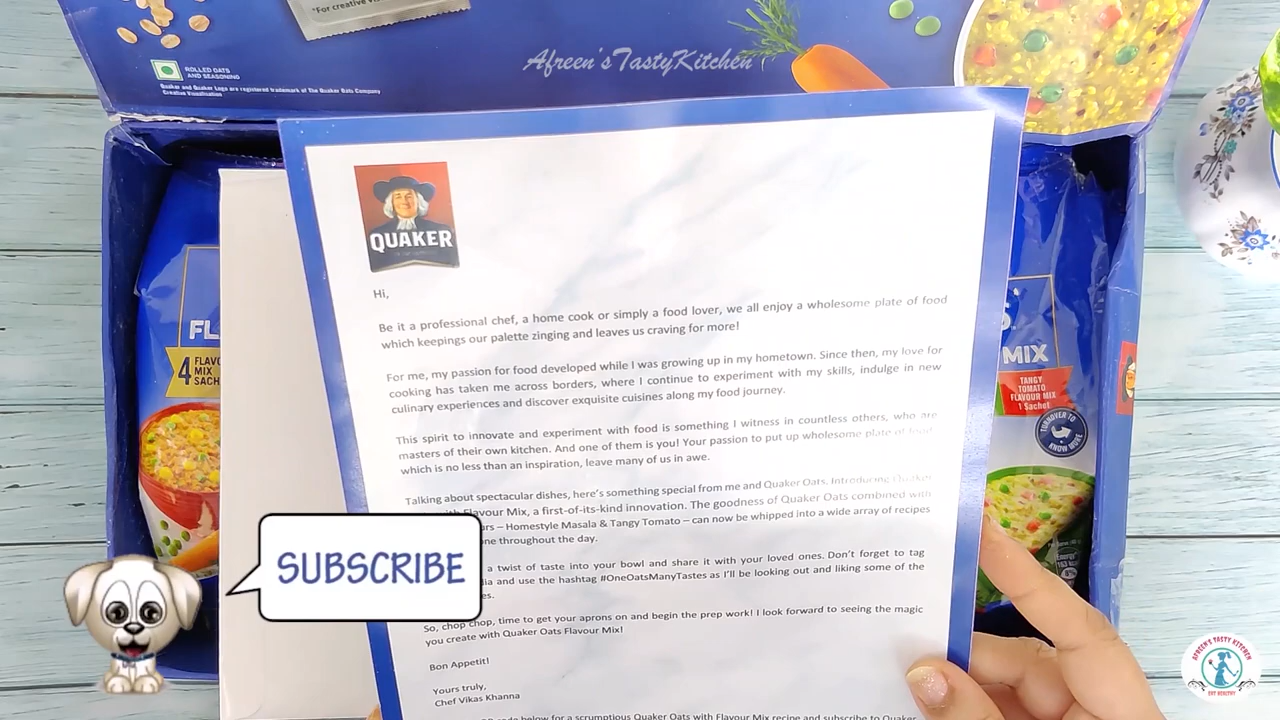 *For creative
ROLLED OATS
AND SEASONING
Quaker and Quaker Logo are registered trademark of The Quaker Oats Company
Creative Visualisation
Afreen'sTastyKitchen
QUAKER
Hi,
Be it a professional chef, a home cook or simply a food lover, we all enjoy a wholesome plate of food
which keepings our palette zinging and leaves us craving for more!
For me, my passion for food developed while I was growing up in my hometown. Since then, my love for
cooking has taken me across borders, where I continue to experiment with my skills, indulge in new
culinary experiences and discover exquisite cuisines along my food journey.
This spirit to innovate and experiment with food is something I witness in countless others, who are
masters of their own kitchen. And one of them is you! Your passion to put up wholesome plate of food,
which is no less than an inspiration, leave many of us in awe.
Talking about spectacular dishes, here's something special from me and Quaker Oats. Introducing Quaker
with Flavour Mix, a first-of-its-kind innovation. The goodness of Quaker Oats combined with
– Homestyle Masala & Tangy Tomato – can now be whipped into a wide array of recipes
throughout the day.
a twist of taste into your bowl and share it with your loved ones. Don't forget to tag
and use the hashtag #OneOatsManyTastes as I'll be looking out and liking some of the
So, chop chop, time to get your aprons on and begin the prep work! I look forward to seeing the magic
you create with Quaker Oats Flavour Mix!
Bon Appetit!
Yours truly,
Chef Vikas Khanna
code below for a scrumptious Quaker Oats with Flavour Mix recipe and subscribe to Quaker
4
MIX
SACH
MIX
TANGY
TOMATO
FLAVOUR MIX
1 Sachet
TURNOVER TO
KNOW MORE
SUBSCRIBE
AFREEN'S TASTY KITCHEN
EAT HEALTHY